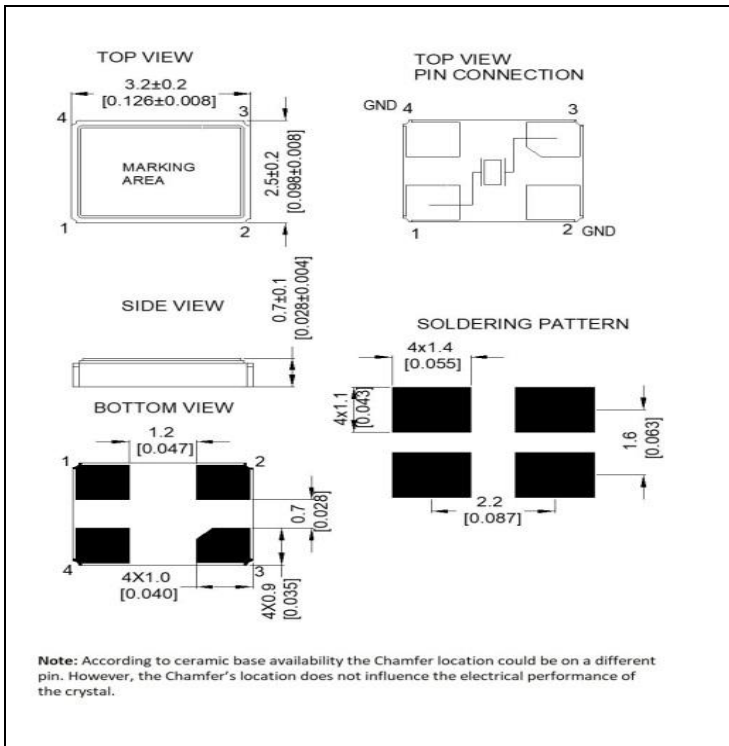 TOP VIEW
3.2±0.2
[0.126±0.008]
4
3
MARKING
AREA
2.5±0.2
[0.098±0.008]
1
2
TOP VIEW
PIN CONNECTION
GND 4
3
1
2 GND
SIDE VIEW
0.7±0.1
[0.028±0.004]
SOLDERING PATTERN
4x1.4
[0.055]
4x1.1
[0.043]
1.6
[0.063]
2.2
[0.087]
BOTTOM VIEW
1.2
[0.047]
1
2
0.7
[0.028]
4
3
4X1.0
[0.040]
4X0.9
[0.035]
Note: According to ceramic base availability the Chamfer location could be on a different
pin. However, the Chamfer's location does not influence the electrical performance of
the crystal.